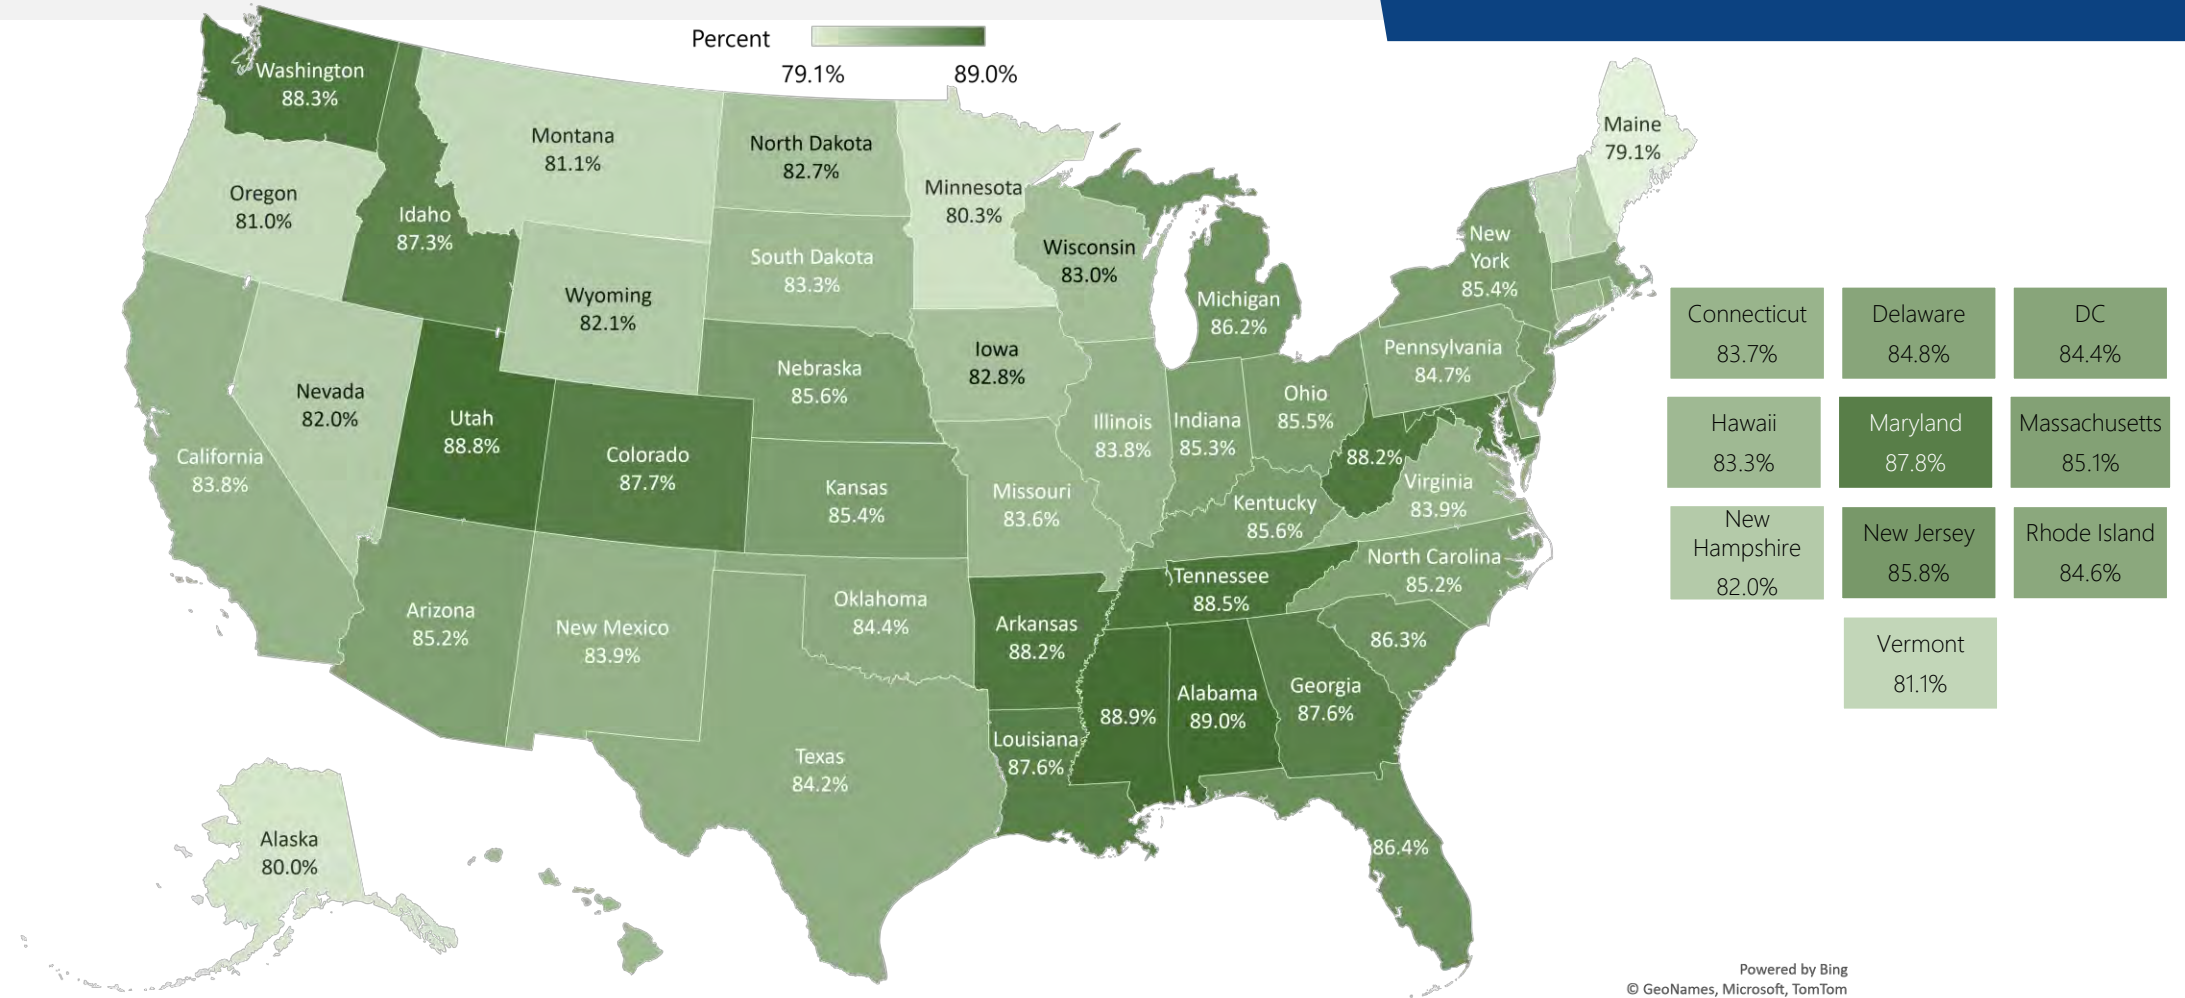 Percent
79.1%
89.0%
Washington
88.3%
Oregon
81.0%
Idaho
87.3%
Montana
81.1%
North Dakota
82.7%
Minnesota
80.3%
Wisconsin
83.0%
Michigan
86.2%
New
York
85.4%
Maine
79.1%
South Dakota
83.3%
Wyoming
82.1%
Nevada
82.0%
California
83.8%
Utah
88.8%
Colorado
87.7%
Nebraska
85.6%
Iowa
82.8%
Kansas
85.4%
Missouri
83.6%
Illinois
83.8%
Indiana
85.3%
Ohio
85.5%
Pennsylvania
84.7%
88.2%
Virginia
83.9%
Kentucky
85.6%
North Carolina
85.2%
Tennessee
88.5%
86.3%
Arizona
85.2%
New Mexico
83.9%
Oklahoma
84.4%
Arkansas
88.2%
Texas
84.2%
Louisiana
87.6%
88.9%
Alabama
89.0%
Georgia
87.6%
86.4%
Alaska
80.0%
Connecticut
83.7%
Delaware
84.8%
DC
84.4%
Hawaii
83.3%
Maryland
87.8%
Massachusetts
85.1%
New
Hampshire
82.0%
New Jersey
85.8%
Rhode Island
84.6%
Vermont
81.1%
Powered by Bing
© GeoNames, Microsoft, TomTom